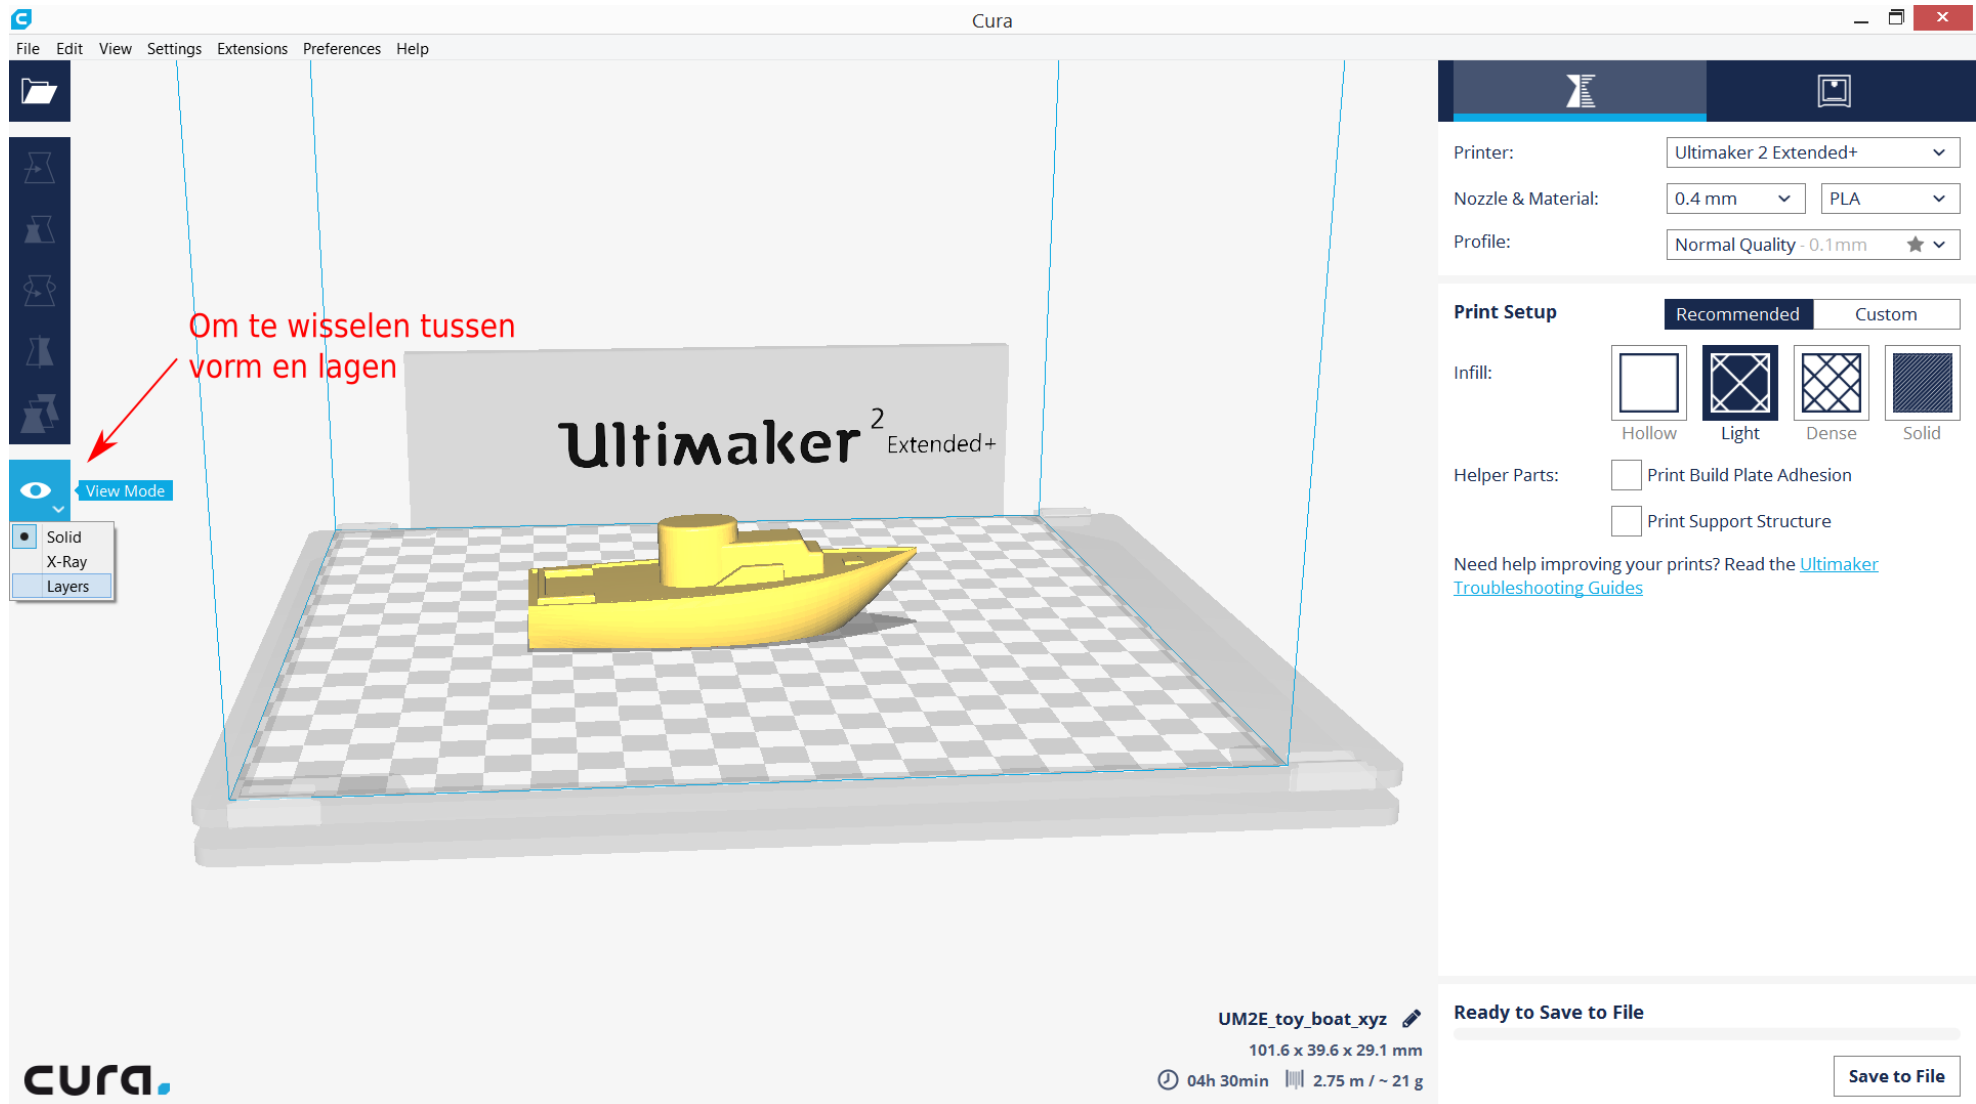 Cura
File Edit View Settings Extensions Preferences Help
Printer:
Ultimaker 2 Extended+
Nozzle & Material:
0.4 mm
PLA
Profile:
Normal Quality - 0.1mm
Print Setup
Recommended
Custom
Infill:
Hollow
Light
Dense
Solid
Helper Parts:
Print Build Plate Adhesion
Print Support Structure
Need help improving your prints? Read the Ultimaker
Troubleshooting Guides
Om te wisselen tussen
vorm en lagen
Ultimaker 2
Extended+
View Mode
Solid
X-Ray
Layers
UM2E_toy_boat_xyz
101.6 x 39.6 x 29.1 mm
04h 30min
2.75 m / ~ 21 g
Ready to Save to File
Save to File
cura.